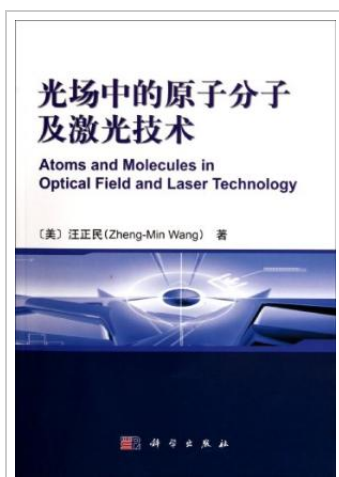 光场中的原子分子
及激光技术
Atoms and Molecules in
Optical Field and Laser Technology
〔美〕汪正民(Zheng-Min Wang) 著
科学出版社